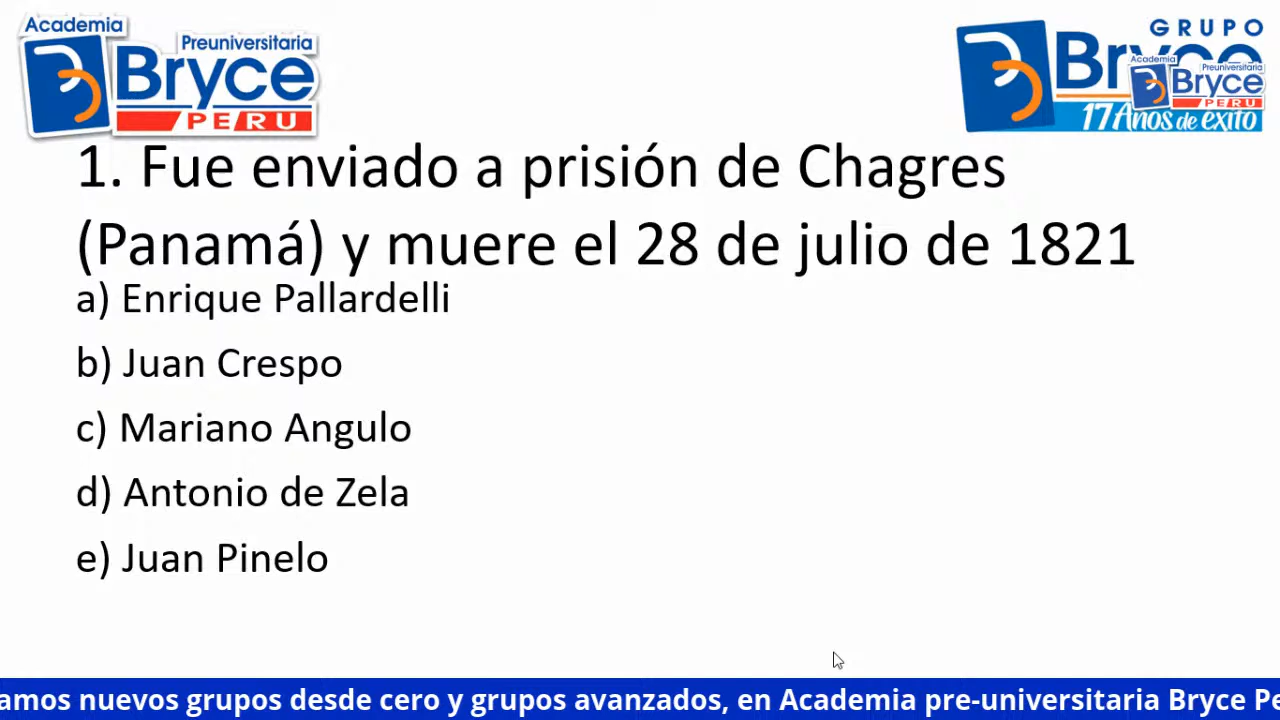 Academia
Preuniversitaria
Bryce
PERU
GRUPO
Bryce
Academia
Preuniversitaria
Bryce
PERU
17 Años de éxito
1. Fue enviado a prisión de Chagres
(Panamá) y muere el 28 de julio de 1821
a) Enrique Pallardelli
b) Juan Crespo
c) Mariano Angulo
d) Antonio de Zela
e) Juan Pinelo
amos nuevos grupos desde cero y grupos avanzados, en Academia pre-universitaria Bryce Pe